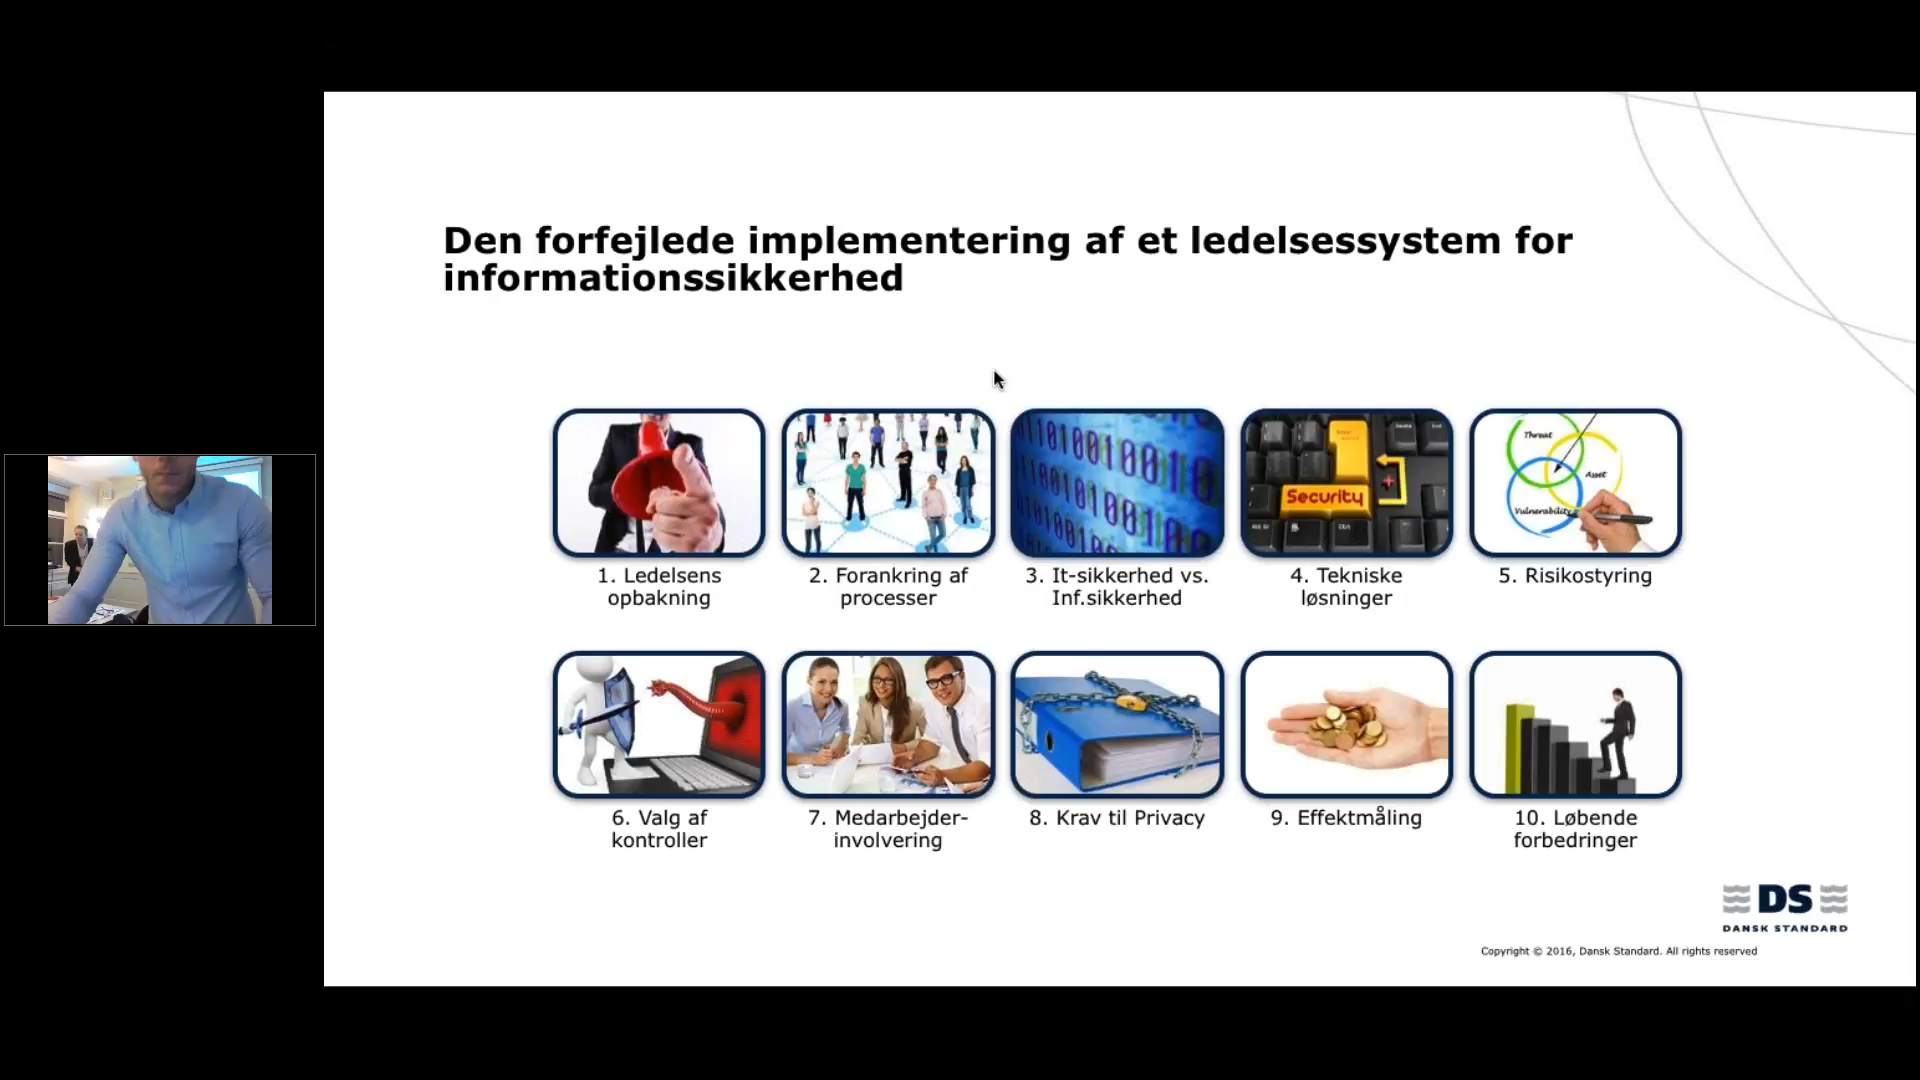 Den forfejlede implementering af et ledelsessystem for
informationssikkerhed
Security
Threat
Asset
Vulnerability
1. Ledelsens
opbakning
2. Forankring af
processer
3. It-sikkerhed vs.
Inf.sikkerhed
4. Tekniske
løsninger
5. Risikostyring
6. Valg af
kontroller
7. Medarbejder-
involvering
8. Krav til Privacy
9. Effektmåling
10. Løbende
forbedringer
DS
DANSK STANDARD
Copyright © 2016, Dansk Standard. All rights reserved